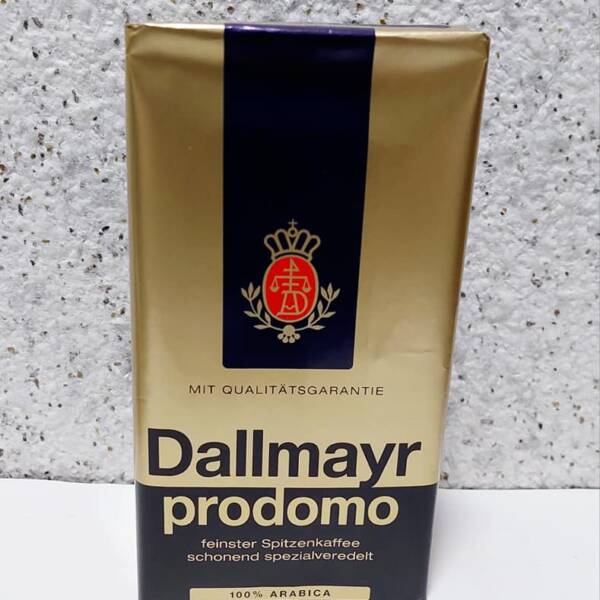 MIT QUALITÄTSGARANTIE
Dallmayr
prodomo
feinster Spitzenkaffee
schonend spezialveredelt
100% ARABICA